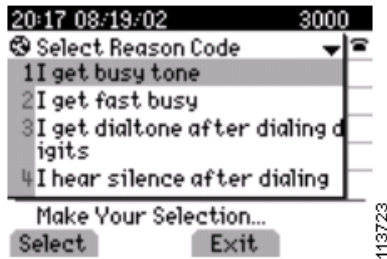 20:17 08/19/02 3000
Select Reason Code
1 I get busy tone
2 I get fast busy
3 I get dialtone after dialing d
igits
4 I hear silence after dialing
Make Your Selection...
Select Exit
113723